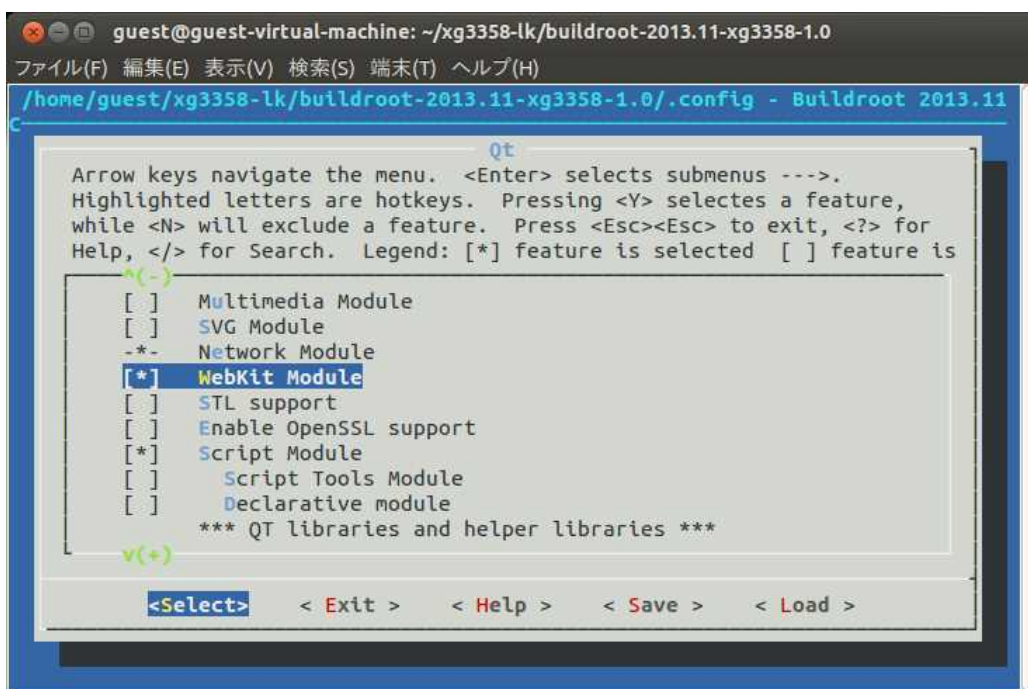 guest@guest-virtual-machine: ~/xg3358-lk/buildroot-2013.11-xg3358-1.0
ファイル(F) 編集(E) 表示(V) 検索(S) 端末(T) ヘルプ(H)
/home/guest/xg3358-lk/buildroot-2013.11-xg3358-1.0/.config - Buildroot 2013.11
C
Qt
Arrow keys navigate the menu.  <Enter> selects submenus --->.
Highlighted letters are hotkeys.  Pressing <Y> selectes a feature,
while <N> will exclude a feature.  Press <Esc><Esc> to exit, <?> for
Help, </> for Search.  Legend: [*] feature is selected  [ ] feature is
^(-)
[ ] Multimedia Module
[ ] SVG Module
-*- Network Module
[*] WebKit Module
[ ] STL support
[ ] Enable OpenSSL support
[*] Script Module
[ ] Script Tools Module
[ ] Declarative module
*** QT libraries and helper libraries ***
v(+)
<Select> < Exit > < Help > < Save > < Load >